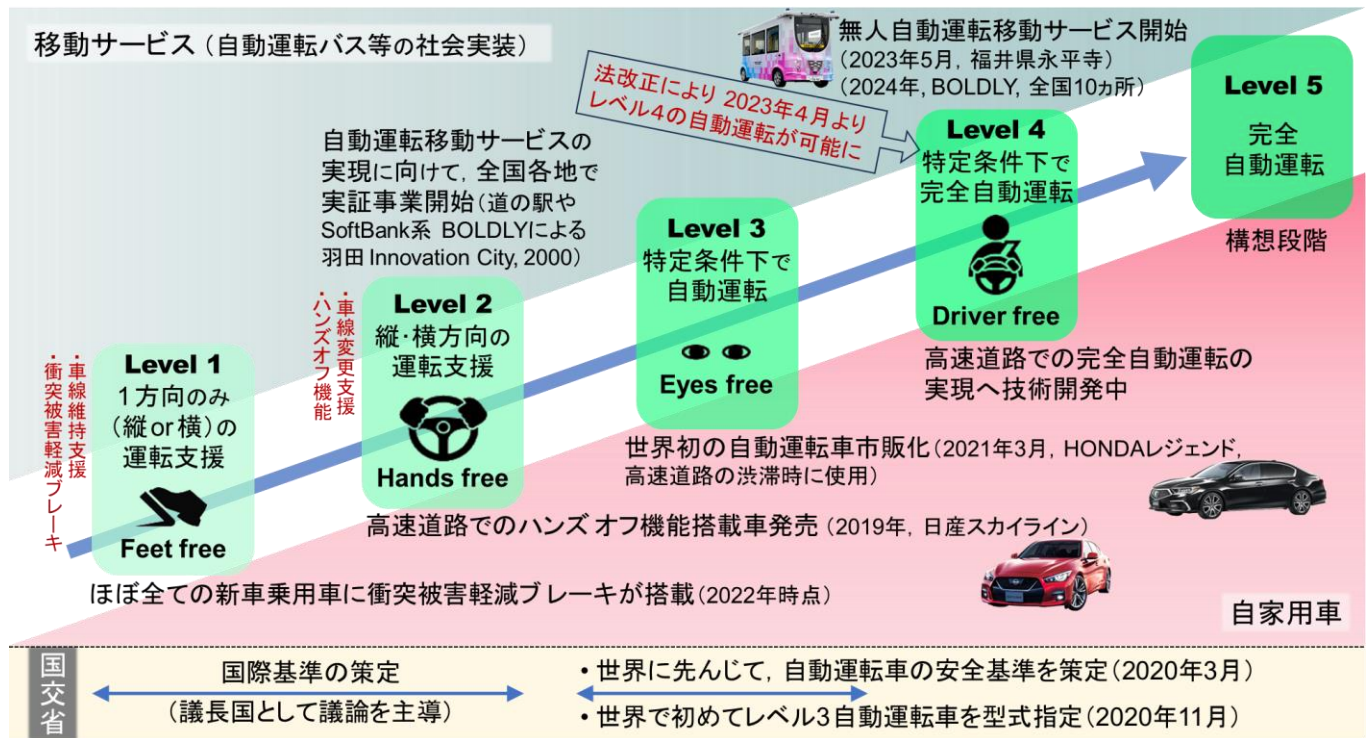 移動サービス（自動運転バス等の社会実装）
無人自動運転移動サービス開始
（2023年5月, 福井県永平寺）
（2024年, BOLDLY, 全国10ヵ所）
法改正により 2023年4月より
レベル4の自動運転が可能に
自動運転移動サービスの
実現に向けて, 全国各地で
実証事業開始（道の駅や
SoftBank系 BOLDLYによる
羽田 Innovation City, 2000）
・車線維持支援
・衝突被害軽減ブレーキ
Level 1
１方向のみ
（縦or横）の
運転支援
Feet free
・車線変更支援
・ハンズオフ機能
Level 2
縦・横方向の
運転支援
Hands free
Level 3
特定条件下で
自動運転
Eyes free
Level 4
特定条件下で
完全自動運転
Driver free
Level 5
完全
自動運転
構想段階
高速道路での完全自動運転の
実現へ技術開発中
世界初の自動運転車市販化（2021年3月, HONDAレジェンド,
高速道路の渋滞時に使用）
高速道路でのハンズオフ機能搭載車発売（2019年, 日産スカイライン）
ほぼ全ての新車乗用車に衝突被害軽減ブレーキが搭載（2022年時点）
自家用車
国交省
国際基準の策定
（議長国として議論を主導）
・世界に先んじて, 自動運転車の安全基準を策定（2020年3月）
・世界で初めてレベル3自動運転車を型式指定（2020年11月）